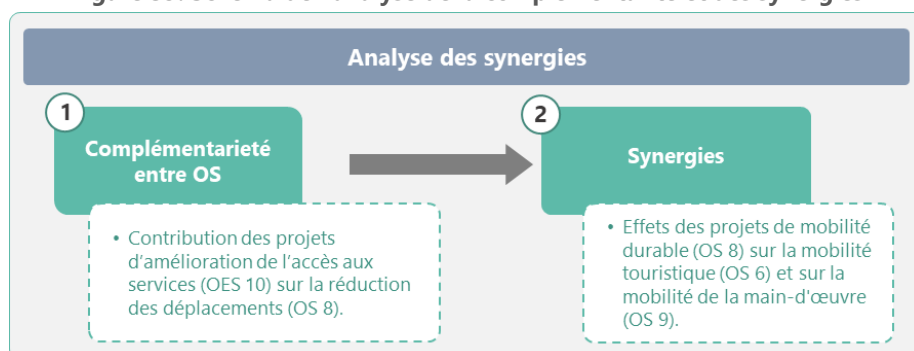 Analyse des synergies
1
Complémentarieté
entre OS
2
Synergies
• Contribution des projets
d'amélioration de l'accès aux
services (OES 10) sur la réduction
des déplacements (OS 8).
• Effets des projets de mobilité
durable (OS 8) sur la mobilité
touristique (OS 6) et sur la
mobilité de la main-d'œuvre
(OS 9).